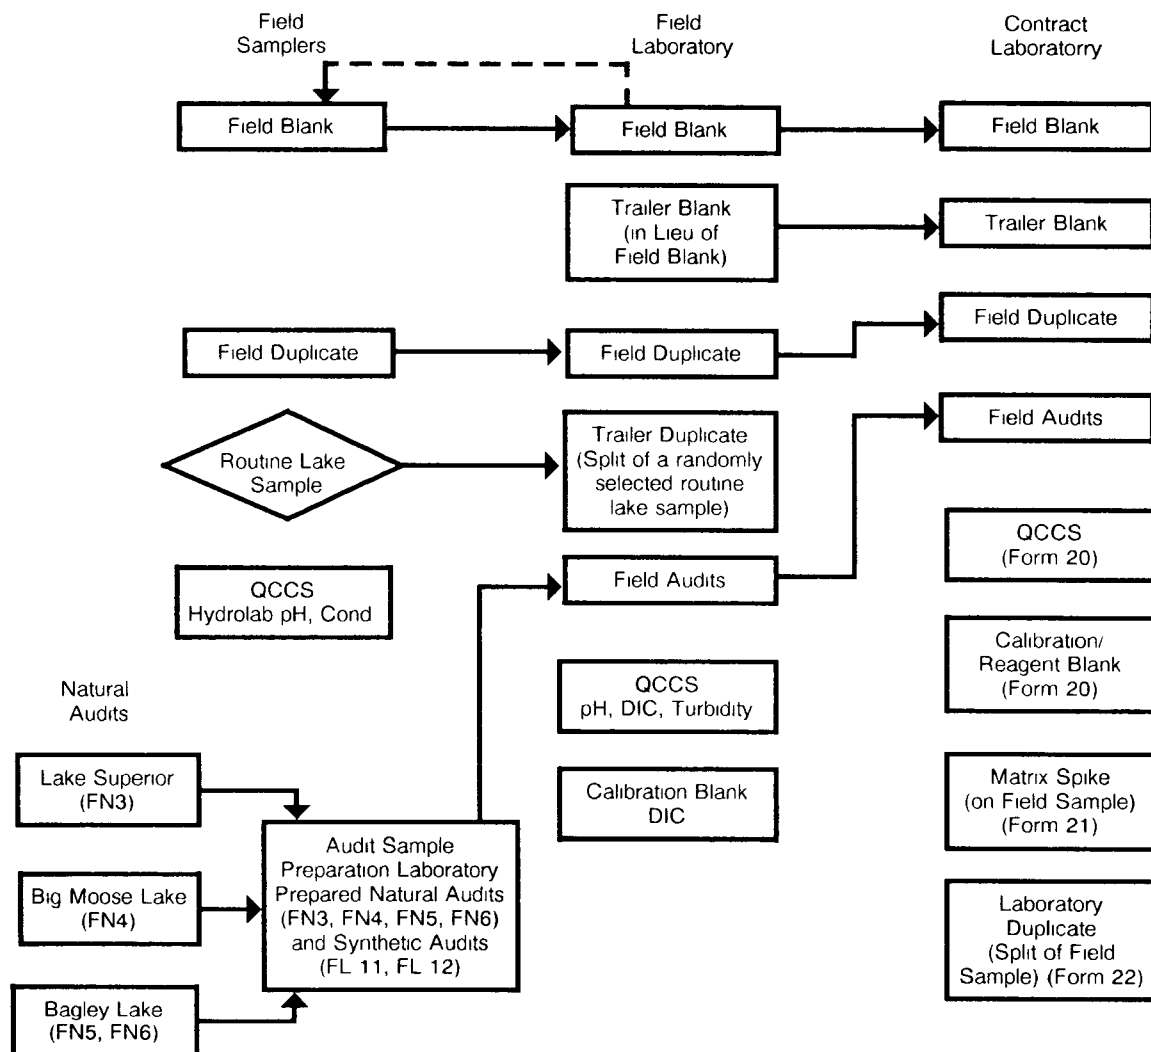 Field
Samplers
Field
Laboratory
Contract
Laboratorry
Field Blank
Field Blank
Field Blank
Trailer Blank
(in Lieu of
Field Blank)
Trailer Blank
Field Duplicate
Field Duplicate
Field Duplicate
Routine Lake
Sample
Trailer Duplicate
(Split of a randomly
selected routine
lake sample)
Field Audits
QCCS
Hydrolab pH, Cond
Field Audits
QCCS
(Form 20)
QCCS
pH, DIC, Turbidity
Calibration/
Reagent Blank
(Form 20)
Calibration Blank
DIC
Matrix Spike
(on Field Sample)
(Form 21)
Laboratory
Duplicate
(Split of Field
Sample) (Form 22)
Natural
Audits
Lake Superior
(FN3)
Big Moose Lake
(FN4)
Bagley Lake
(FN5, FN6)
Audit Sample
Preparation Laboratory
Prepared Natural Audits
(FN3, FN4, FN5, FN6)
and Synthetic Audits
(FL 11, FL 12)